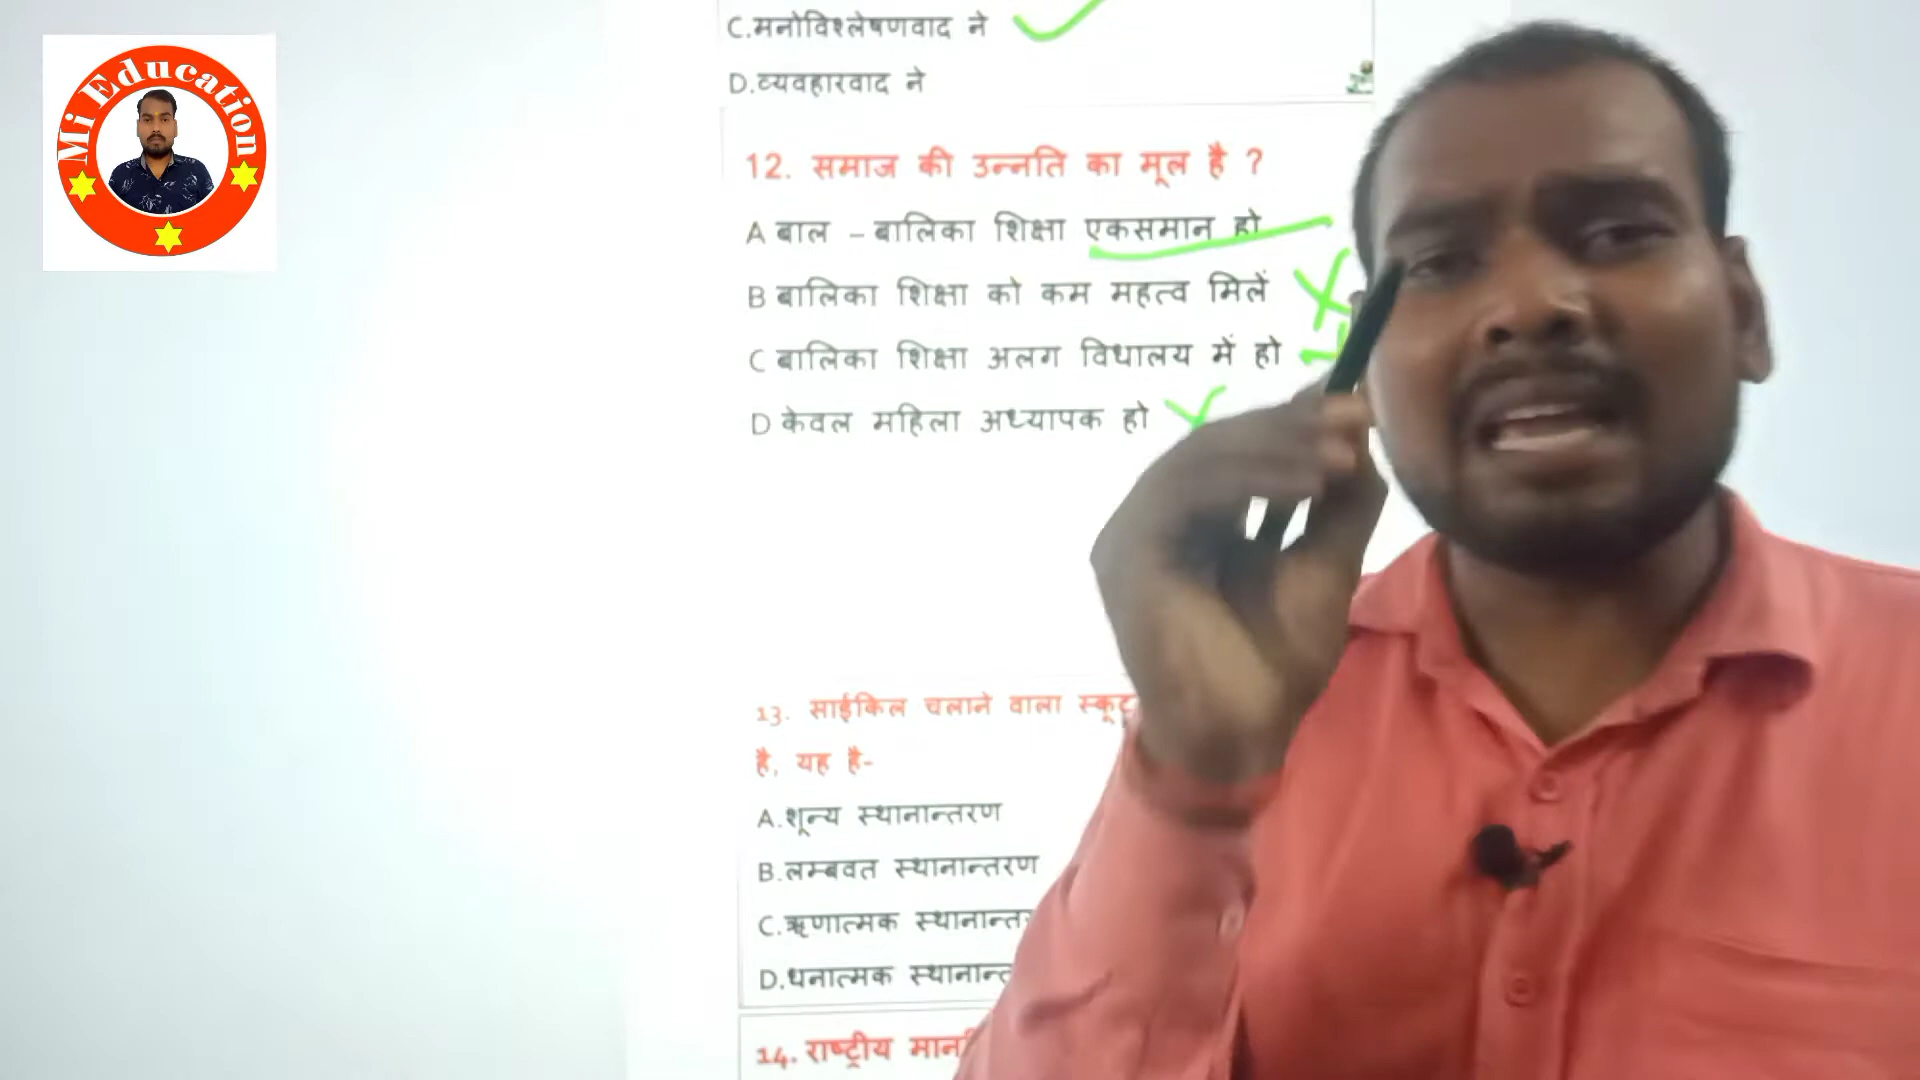 Mi Education
C.मनोविश्लेषणवाद ने
D.व्यवहारवाद ने
12. समाज की उन्नति का मूल है ?
A बाल – बालिका शिक्षा एकसमान हो
B बालिका शिक्षा को कम महत्व मिलें
C बालिका शिक्षा अलग विधालय में हो
D केवल महिला अध्यापक हो
13. साईकिल चलाने वाला
है, यह है-
A.शून्य स्थानान्तरण
B.लम्बवत स्थानान्तरण
C.ऋणात्मक
D.धनात्मक
14. राष्ट्रीय